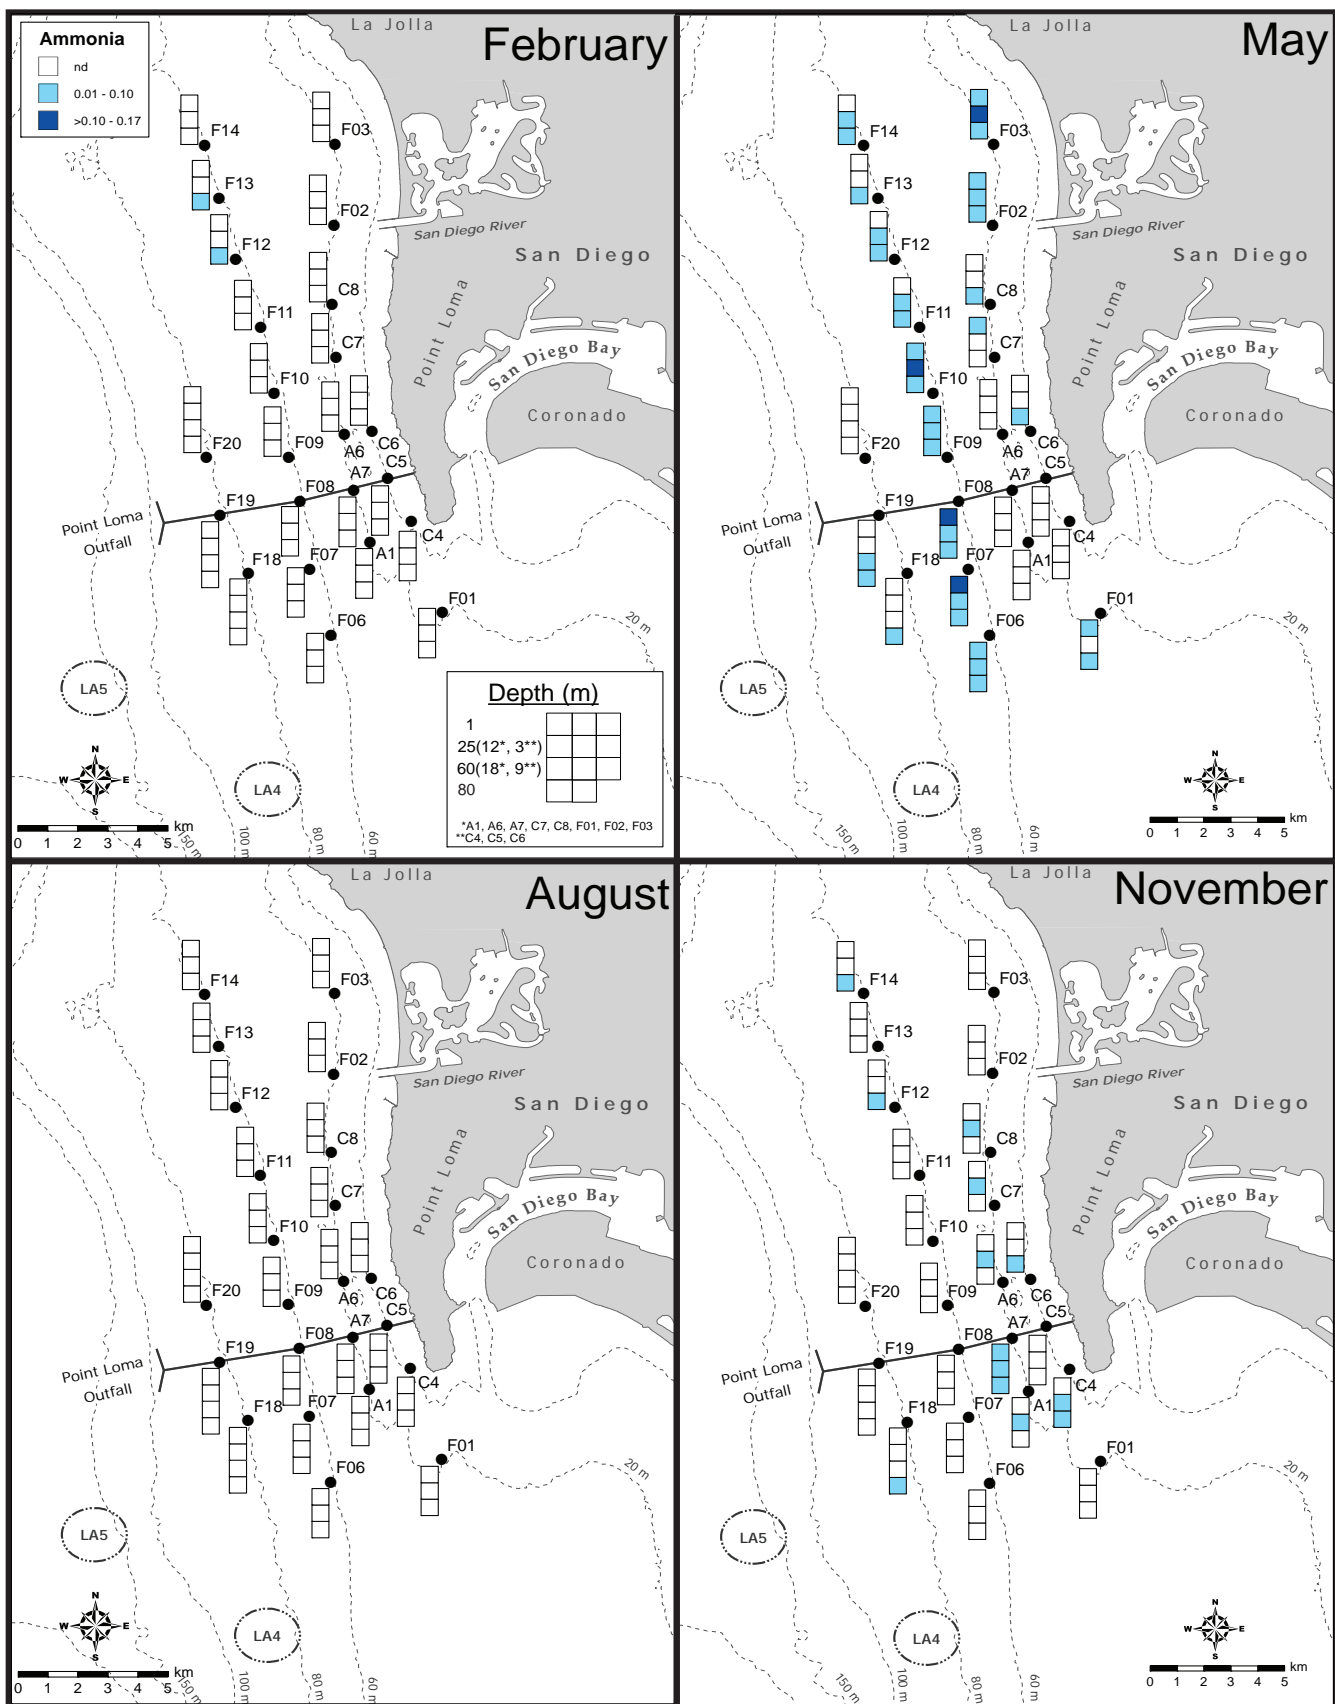 La Jolla
February
Ammonia
nd
0.01 - 0.10
>0.10 - 0.17
F14
F03
F13
F02
San Diego River
F12
San Diego
C8
F11
C7
Point Loma
San Diego Bay
F10
Coronado
F20
F09
A6
C6
A7
C5
F08
F19
Point Loma
Outfall
C4
A1
F18
F07
F01
F06
20 m
LA5
Depth (m)
1
25(12*, 3**)
60(18*, 9**)
80
*A1, A6, A7, C7, C8, F01, F02, F03
**C4, C5, C6
N
W E
S
LA4
km
0 1 2 3 4 5
150 m
100 m
80 m
60 m
La Jolla
May
F14
F03
F13
F02
San Diego River
F12
San Diego
C8
F11
C7
Point Loma
San Diego Bay
F10
Coronado
F20
F09
A6
C6
A7
C5
F08
F19
Point Loma
Outfall
C4
A1
F18
F07
F01
F06
20 m
LA5
N
W E
S
LA4
km
0 1 2 3 4 5
150 m
100 m
80 m
60 m
La Jolla
August
F14
F03
F13
F02
San Diego River
F12
San Diego
C8
F11
C7
Point Loma
San Diego Bay
F10
Coronado
F20
F09
A6
C6
A7
C5
F08
F19
Point Loma
Outfall
C4
A1
F18
F07
F01
F06
20 m
LA5
N
W E
S
LA4
km
0 1 2 3 4 5
150 m
100 m
80 m
60 m
La Jolla
November
F14
F03
F13
F02
San Diego River
F12
San Diego
C8
F11
C7
Point Loma
San Diego Bay
F10
Coronado
F20
F09
A6
C6
A7
C5
F08
F19
Point Loma
Outfall
C4
A1
F18
F07
F01
F06
20 m
LA5
N
W E
S
LA4
km
0 1 2 3 4 5
150 m
100 m
80 m
60 m